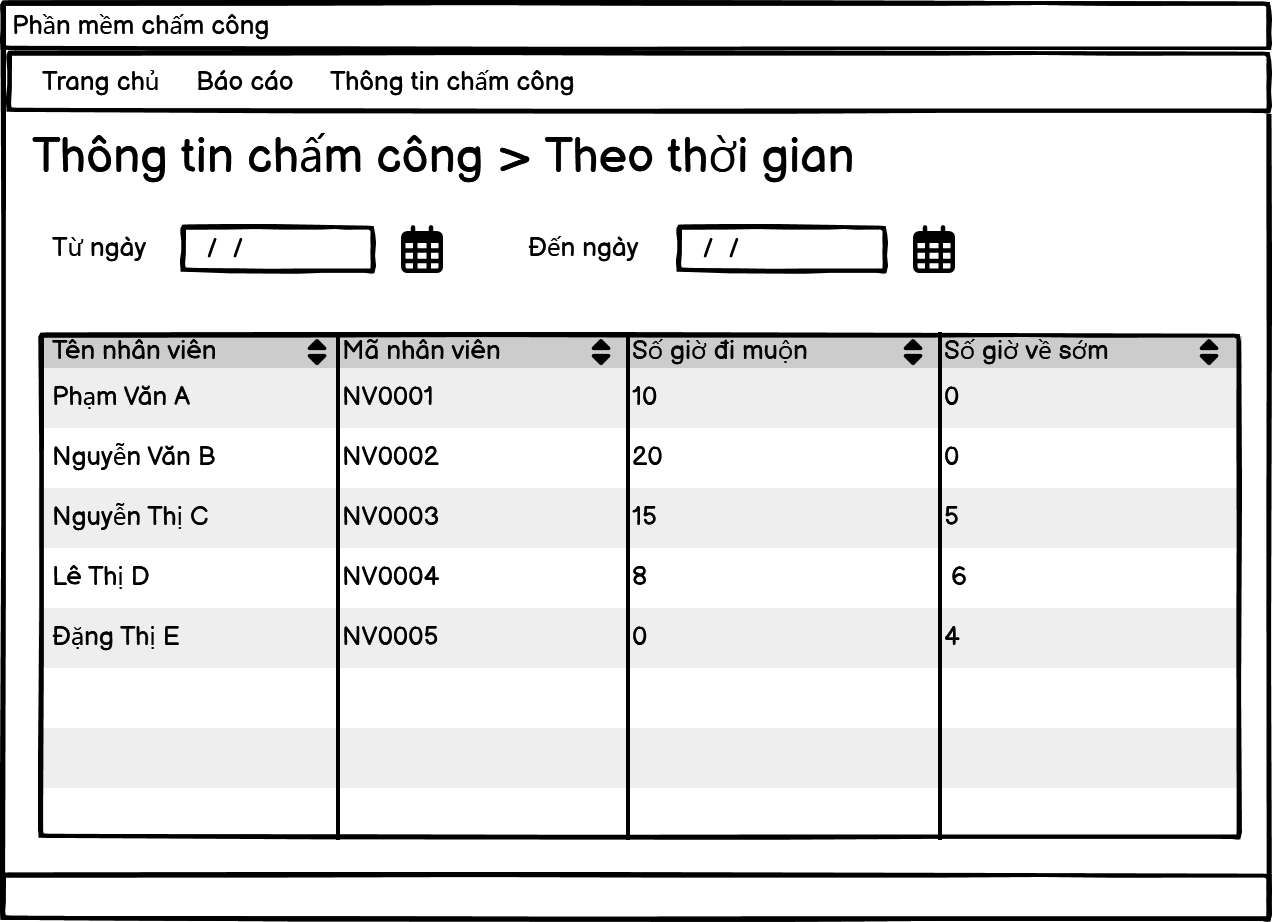 Phần mềm chấm công
Trang chủ Báo cáo Thông tin chấm công
Thông tin chấm công > Theo thời gian
Từ ngày / / Đến ngày / /
Tên nhân viên Mã nhân viên Số giờ đi muộn Số giờ về sớm
Phạm Văn A NV0001 10 0
Nguyễn Văn B NV0002 20 0
Nguyễn Thị C NV0003 15 5
Lê Thị D NV0004 8 6
Đặng Thị E NV0005 0 4